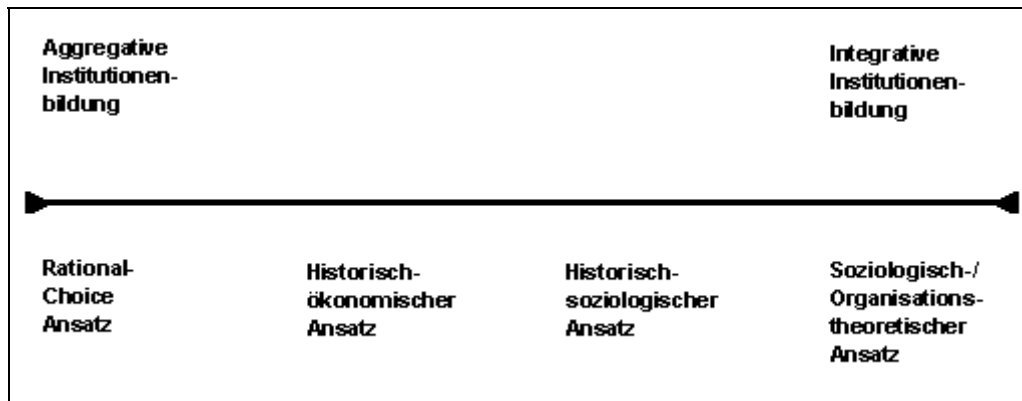 Aggregative
Institutionen-
bildung
Integrative
Institutionen-
bildung
Rational-
Choice
Ansatz
Historisch-
ökonomischer
Ansatz
Historisch-
soziologischer
Ansatz
Soziologisch-/
Organisations-
theoretischer
Ansatz